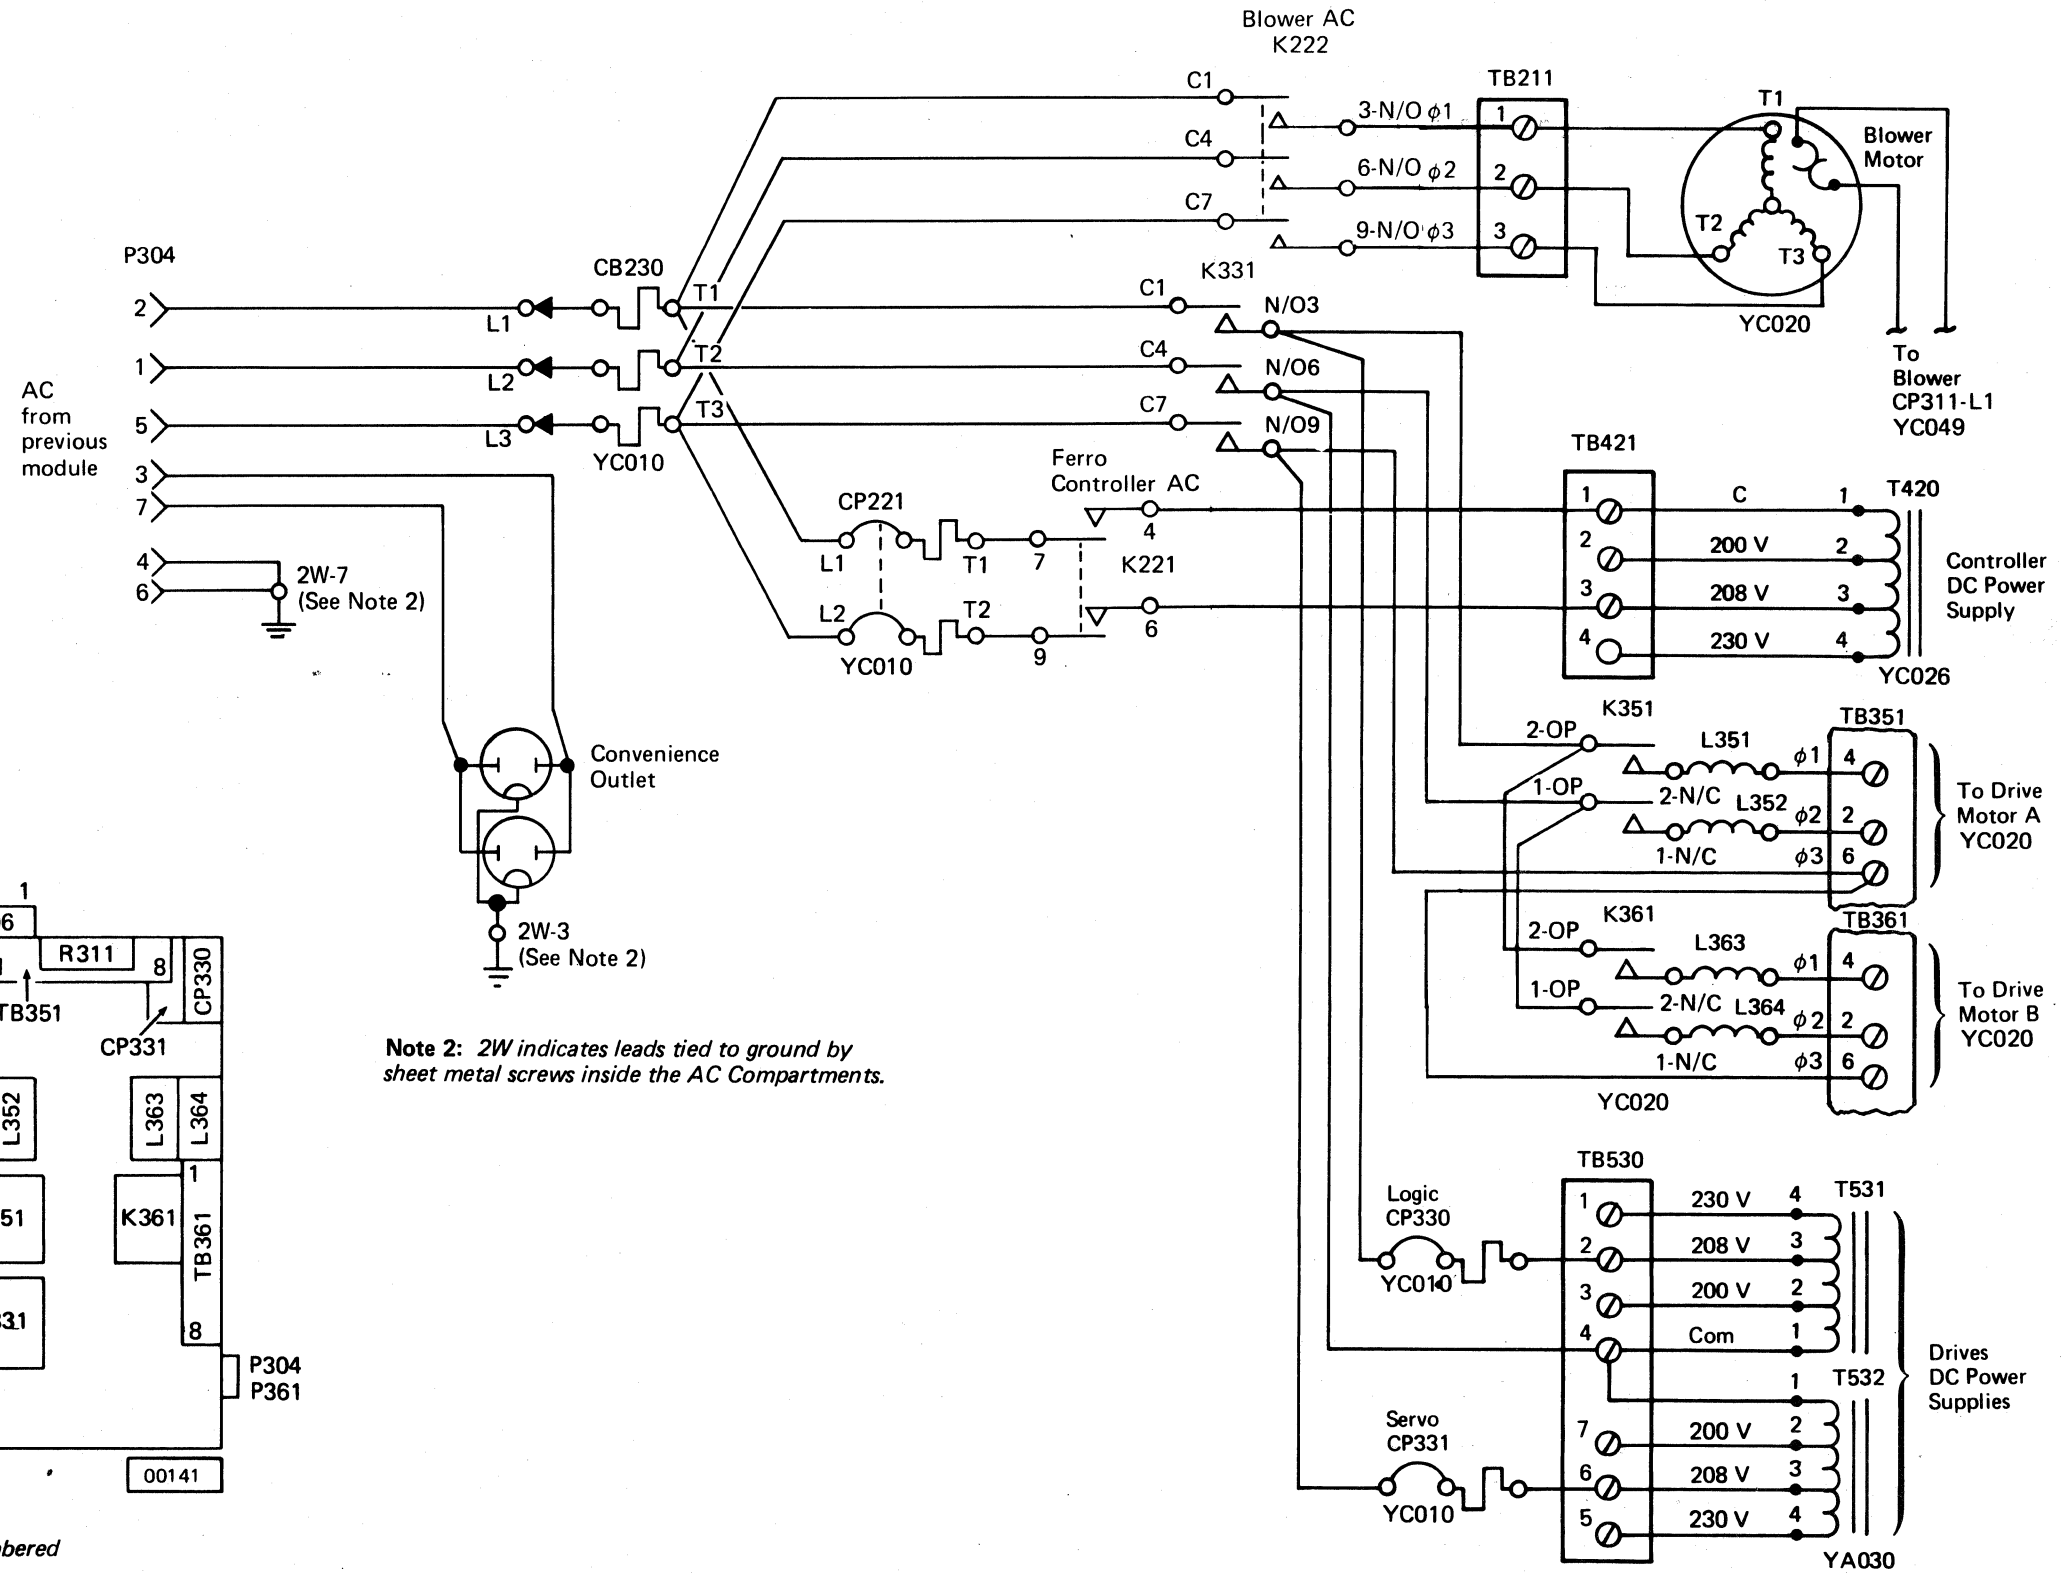 Blower AC
K222
C1
3-N/O φ1
C4
6-N/O φ2
C7
9-N/O φ3
TB211
1
2
3
T1
T2
T3
Blower
Motor
YC020
To
Blower
CP311-L1
YC049
P304
2
1
5
3
7
4
6
AC
from
previous
module
L1
L2
L3
CB230
T1
T2
T3
YC010
K331
C1
N/O3
C4
N/O6
C7
N/O9
2W-7
(See Note 2)
Ferro
Controller AC
CP221
L1
T1
7
4
K221
L2
T2
9
6
YC010
TB421
1
2
3
4
C
200 V
208 V
230 V
1
2
3
4
T420
Controller
DC Power
Supply
YC026
Convenience
Outlet
2W-3
(See Note 2)
K351
2-OP
1-OP
L351
2-N/C
L352
1-N/C
φ1
φ2
φ3
TB351
4
2
6
To Drive
Motor A
YC020
K361
2-OP
1-OP
L363
2-N/C
L364
1-N/C
φ1
φ2
φ3
TB361
4
2
6
To Drive
Motor B
YC020
YC020
1
6
R311
8
CP330
TB351
CP331
L352
L363
L364
51
K361
1
TB361
8
31
P304
P361
00141
bered
Note 2: 2W indicates leads tied to ground by
sheet metal screws inside the AC Compartments.
TB530
Logic
CP330
YC010
Servo
CP331
YC010
1
2
3
4
7
6
5
230 V
208 V
200 V
Com
200 V
208 V
230 V
4
3
2
1
1
2
3
4
T531
T532
Drives
DC Power
Supplies
YA030